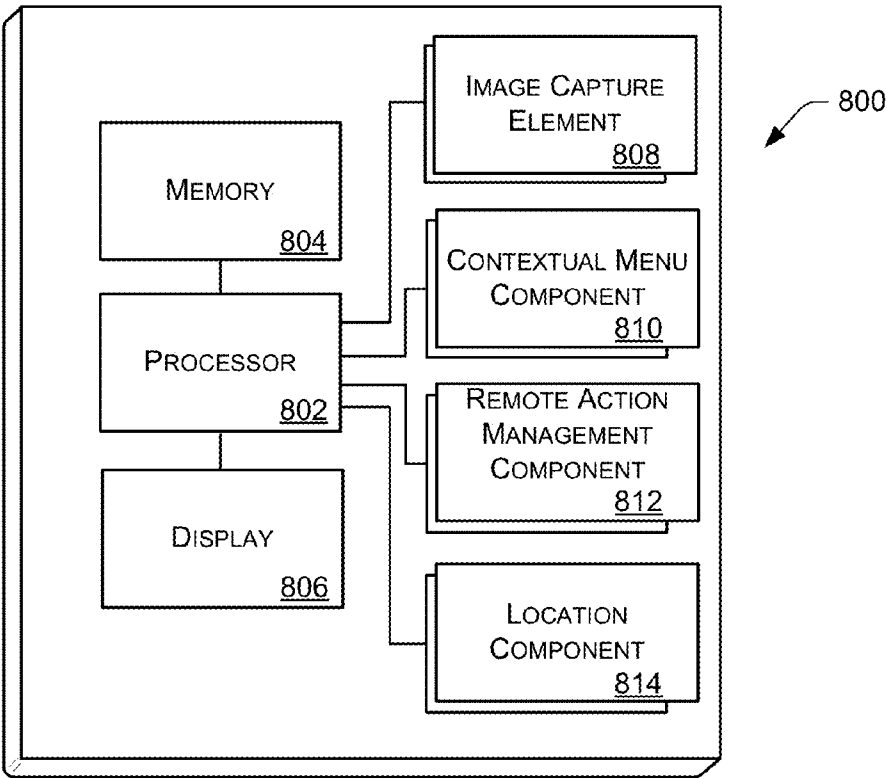 IMAGE CAPTURE
ELEMENT
808
800
MEMORY
804
CONTEXTUAL MENU
COMPONENT
810
PROCESSOR
802
REMOTE ACTION
MANAGEMENT
COMPONENT
812
DISPLAY
806
LOCATION
COMPONENT
814